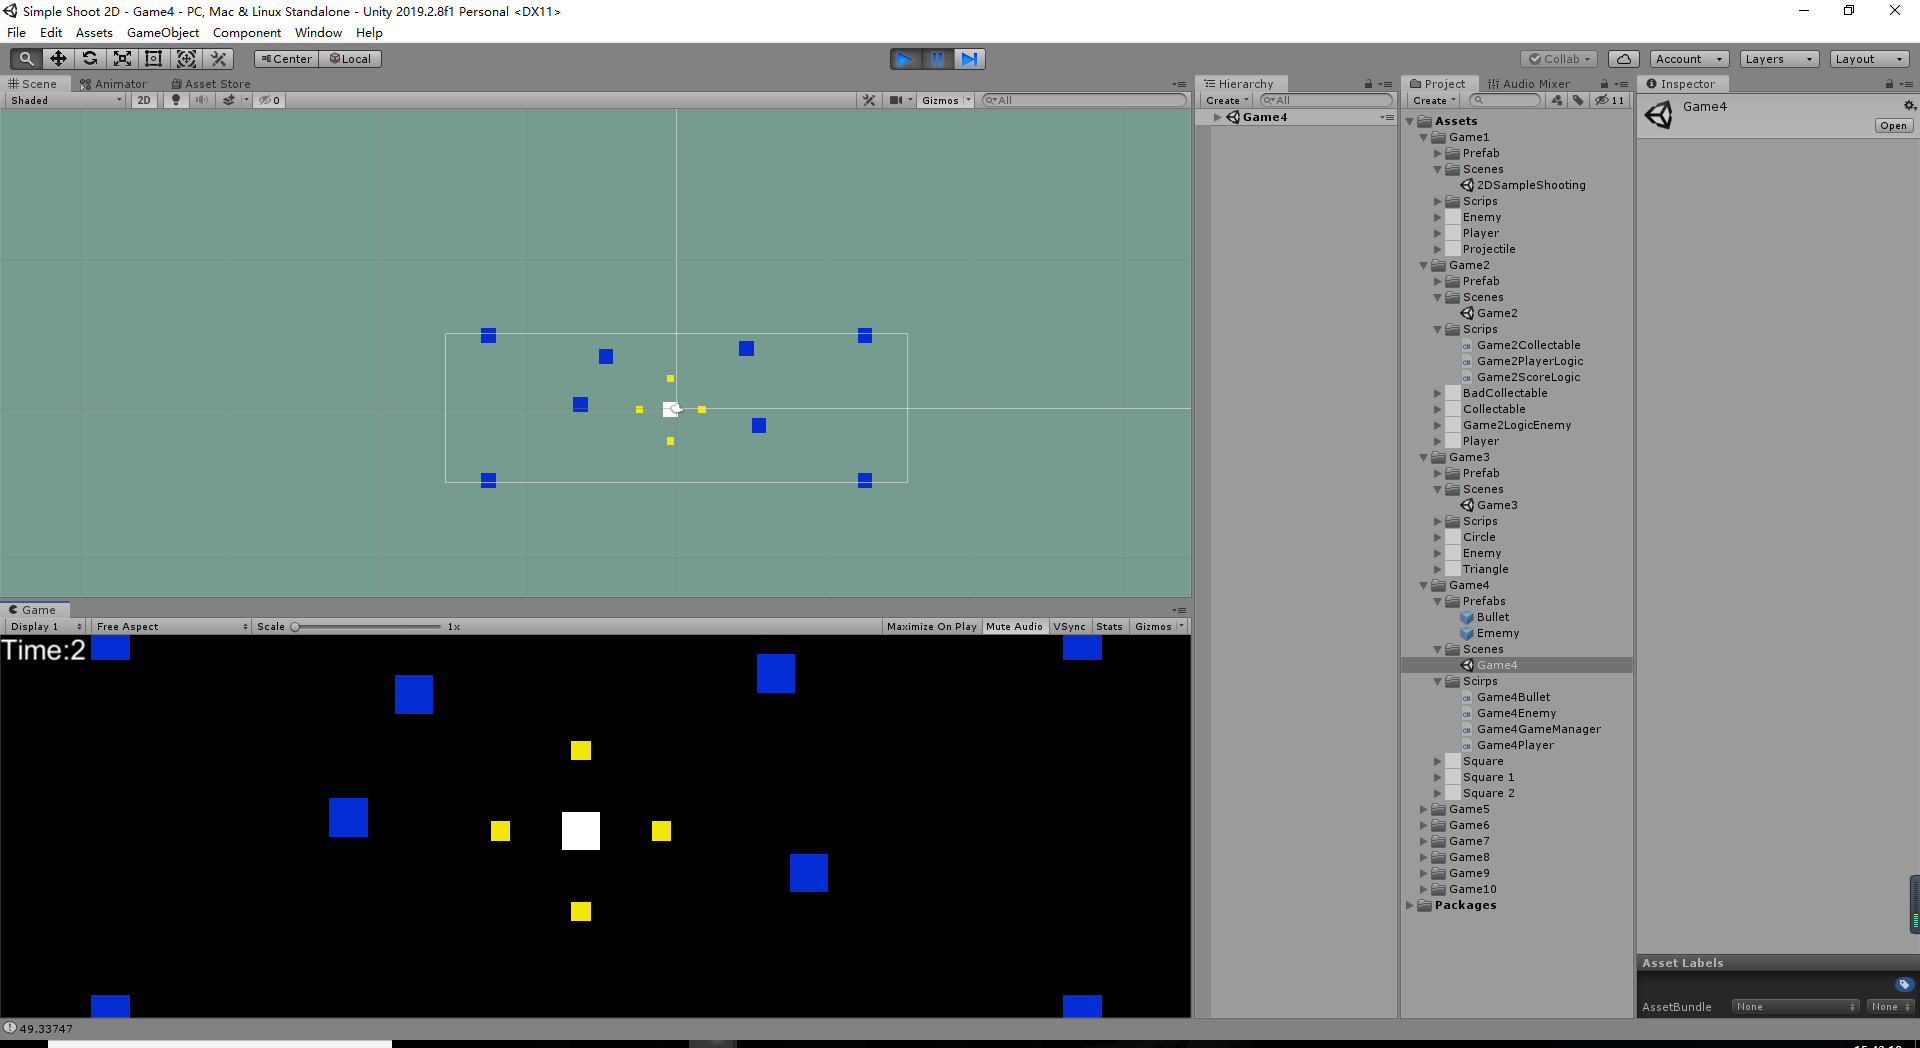 Simple Shoot 2D - Game4 - PC, Mac & Linux Standalone - Unity 2019.2.8f1 Personal <DX11>
File Edit Assets GameObject Component Window Help
Center Local
Collab Account Layers Layout
Scene Animator Asset Store
Shaded 2D 0 Gizmos All
Hierarchy
Create All
Game4
Project Audio Mixer
Create 11
Assets
Game1
Prefab
Scenes
2DSampleShooting
Scrips
Enemy
Player
Projectile
Game2
Prefab
Scenes
Game2
Scrips
Game2Collectable
Game2PlayerLogic
Game2ScoreLogic
BadCollectable
Collectable
Game2LogicEnemy
Player
Game3
Prefab
Scenes
Game3
Scrips
Circle
Enemy
Triangle
Game4
Prefabs
Bullet
Ememy
Scenes
Game4
Scirps
Game4Bullet
Game4Enemy
Game4GameManager
Game4Player
Square
Square 1
Square 2
Game5
Game6
Game7
Game8
Game9
Game10
Packages
Inspector
Game4
Open
Game
Display 1 Free Aspect Scale 1x Maximize On Play Mute Audio VSync Stats Gizmos
Time:2
Asset Labels
AssetBundle None None
49.33747